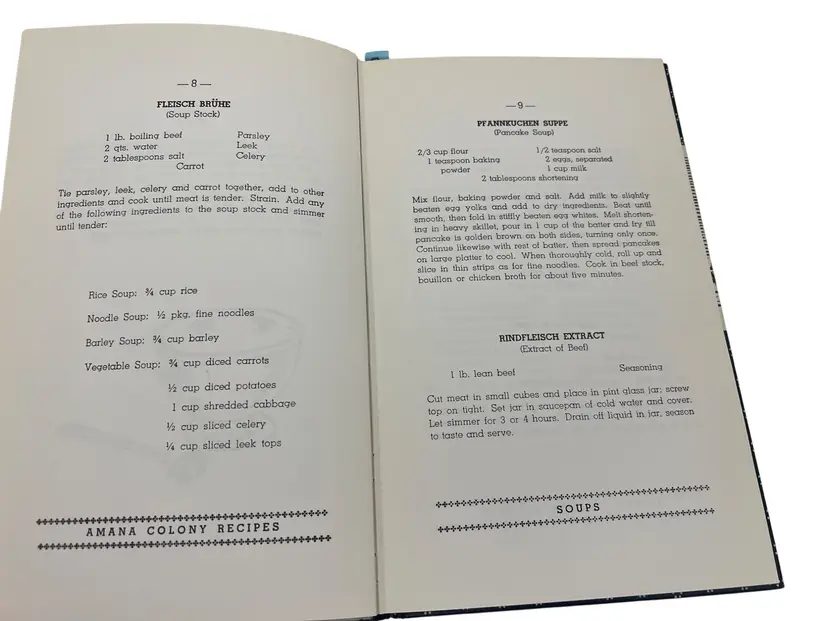 — 8 —
FLEISCH BRÜHE
(Soup Stock)
1 lb. boiling beef Parsley
2 qts. water Leek
2 tablespoons salt Celery
Carrot
Tie parsley, leek, celery and carrot together, add to other
ingredients and cook until meat is tender. Strain. Add any
of the following ingredients to the soup stock and simmer
until tender:
Rice Soup: ¾ cup rice
Noodle Soup: ½ pkg. fine noodles
Barley Soup: ¾ cup barley
Vegetable Soup: ¾ cup diced carrots
½ cup diced potatoes
1 cup shredded cabbage
½ cup sliced celery
¼ cup sliced leek tops
AMANA COLONY RECIPES
— 9 —
PFANNKUCHEN SUPPE
(Pancake Soup)
2/3 cup flour 1/2 teaspoon salt
1 teaspoon baking 2 eggs, separated
powder 1 cup milk
2 tablespoons shortening
Mix flour, baking powder and salt. Add milk to slightly
beaten egg yolks and add to dry ingredients. Beat until
smooth, then fold in stiffly beaten egg whites. Melt shorten-
ing in heavy skillet, pour in 1 cup of the batter and fry till
pancake is golden brown on both sides, turning only once.
Continue likewise with rest of batter, then spread pancakes
on large platter to cool. When thoroughly cold, roll up and
slice in thin strips as for fine noodles. Cook in beef stock,
bouillon or chicken broth for about five minutes.
RINDFLEISCH EXTRACT
(Extract of Beef)
1 lb. lean beef Seasoning
Cut meat in small cubes and place in pint glass jar; screw
top on tight. Set jar in saucepan of cold water and cover.
Let simmer for 3 or 4 hours. Drain off liquid in jar, season
to taste and serve.
SOUPS